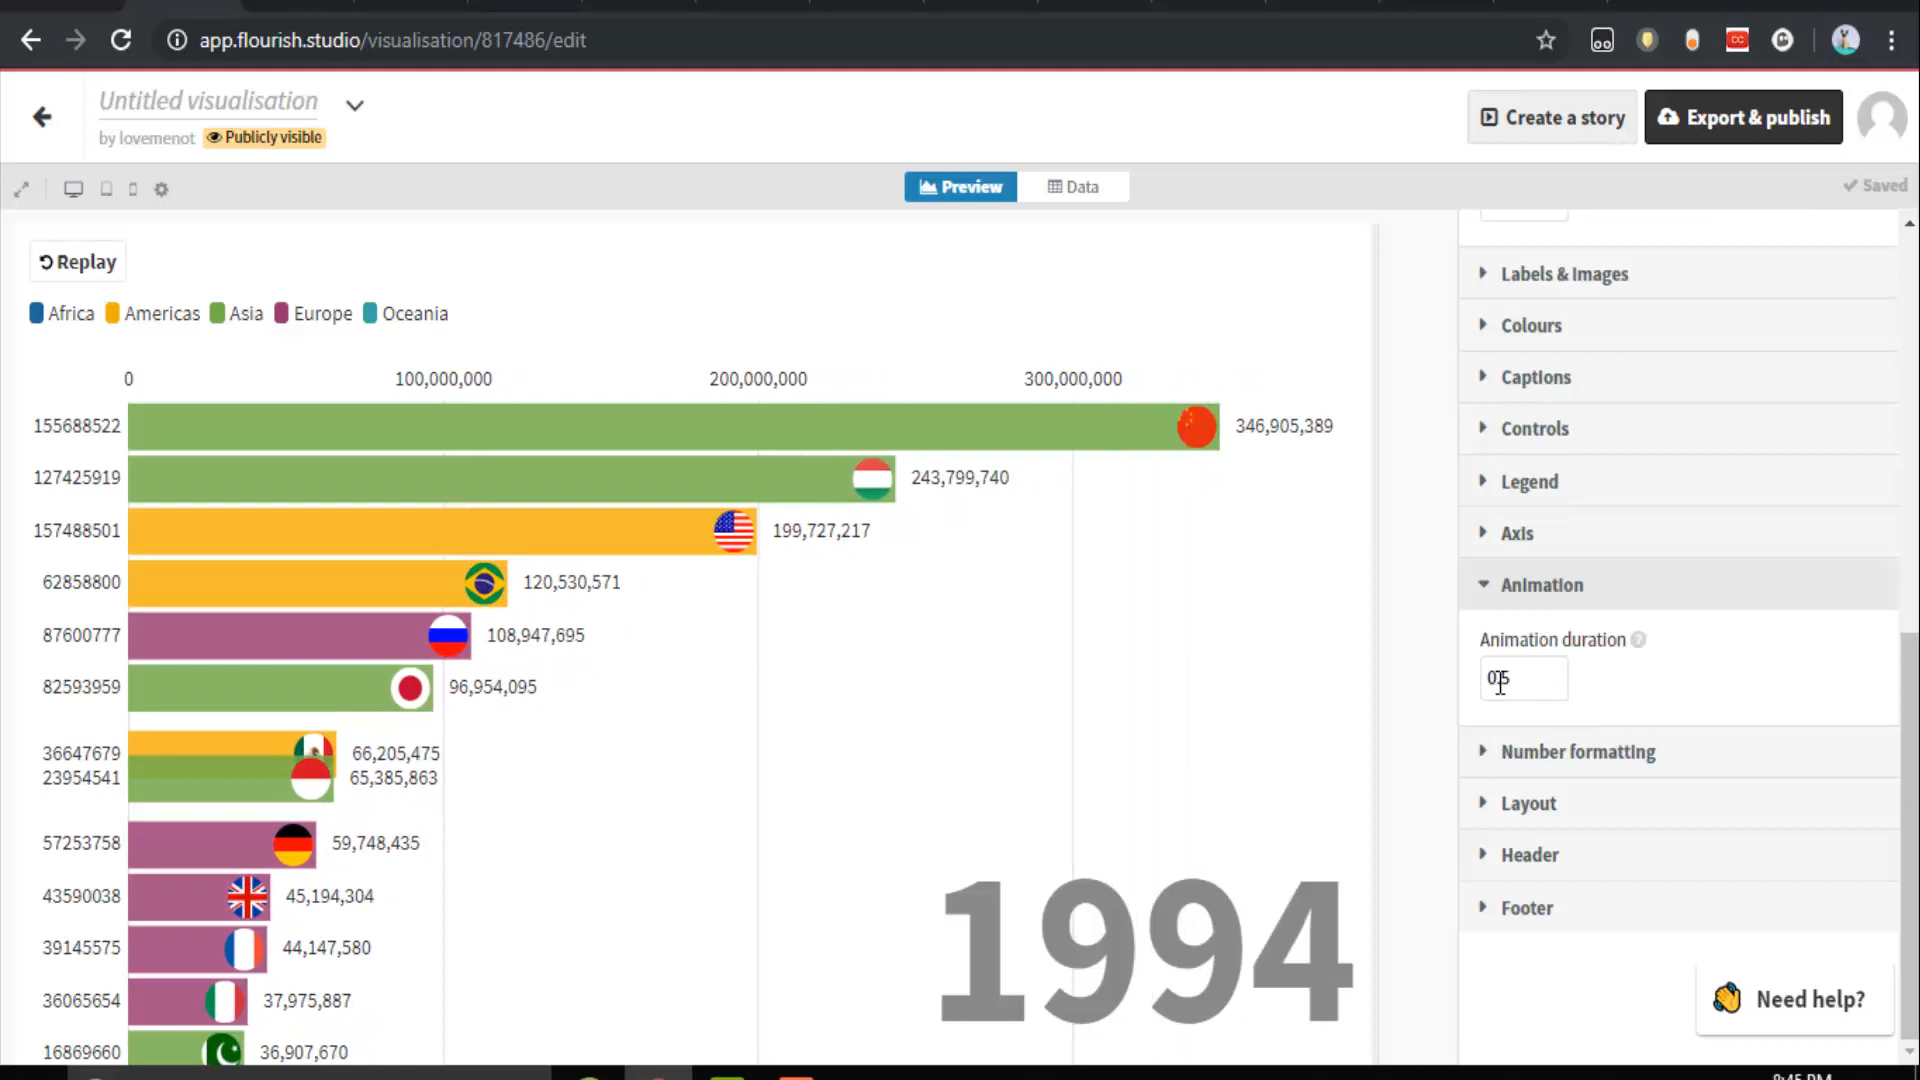 app.flourish.studio/visualisation/817486/edit
CC
Untitled visualisation
by lovemenot
Publicly visible
Create a story
Export & publish
Preview
Data
Saved
Replay
Africa Americas Asia Europe Oceania
0 100,000,000 200,000,000 300,000,000
155688522 346,905,389
127425919 243,799,740
157488501 199,727,217
62858800 120,530,571
87600777 108,947,695
82593959 96,954,095
36647679 66,205,475
23954541 65,385,863
57253758 59,748,435
43590038 45,194,304
39145575 44,147,580
36065654 37,975,887
16869660 36,907,670
1994
Labels & Images
Colours
Captions
Controls
Legend
Axis
Animation
Animation duration ?
0.5
Number formatting
Layout
Header
Footer
Need help?